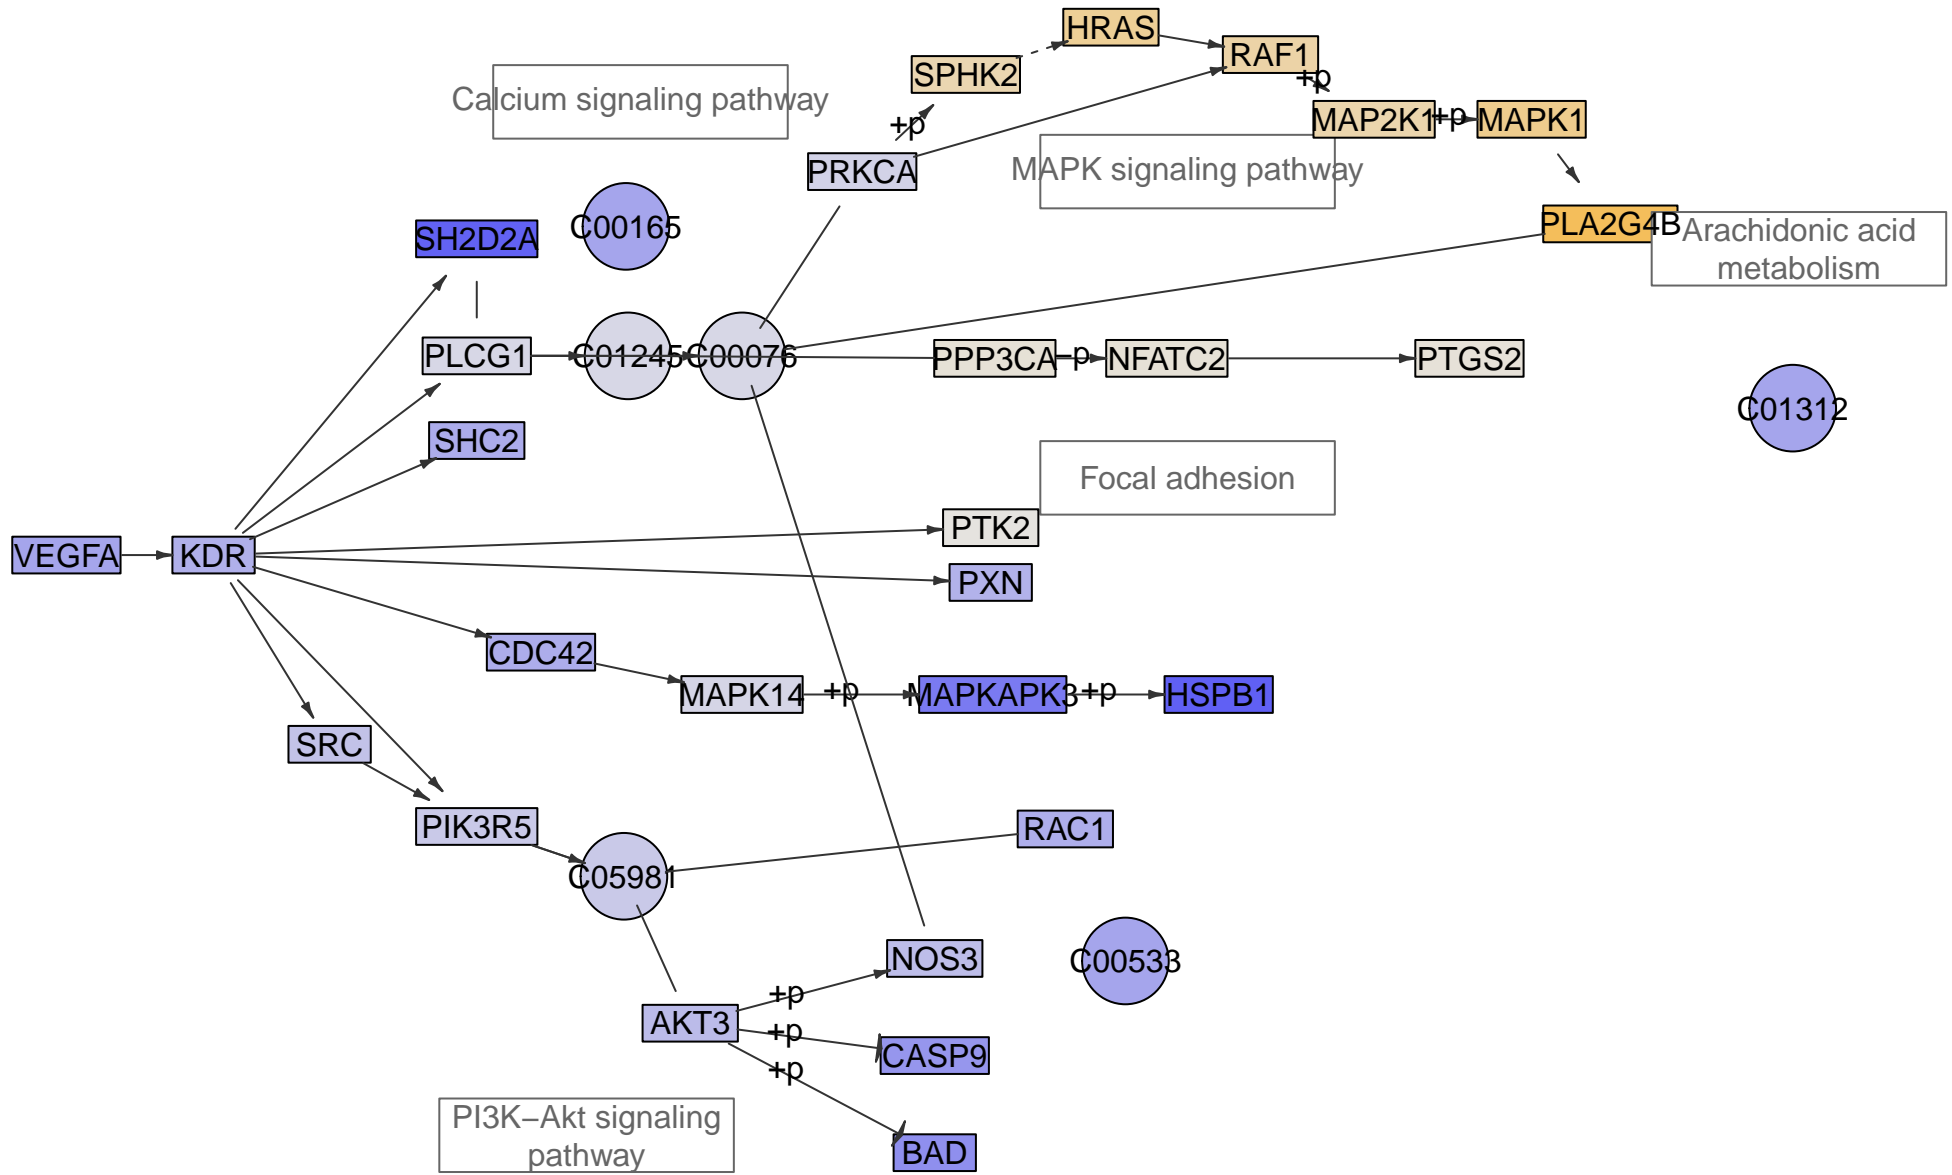 HRAS
RAF1
SPHK2
+p
Calcium signaling pathway
MAP2K1
+p
MAPK1
+p
PRKCA
MAPK signaling pathway
PLA2G4B
Arachidonic acid
metabolism
C00165
SH2D2A
PLCG1
C01245
C00076
PPP3CA
−p
NFATC2
PTGS2
C01312
SHC2
Focal adhesion
PTK2
VEGFA
KDR
PXN
CDC42
MAPK14
+p
MAPKAPK3
+p
HSPB1
SRC
PIK3R5
RAC1
C05981
NOS3
C00533
+p
AKT3
+p
CASP9
+p
PI3K−Akt signaling
pathway
BAD